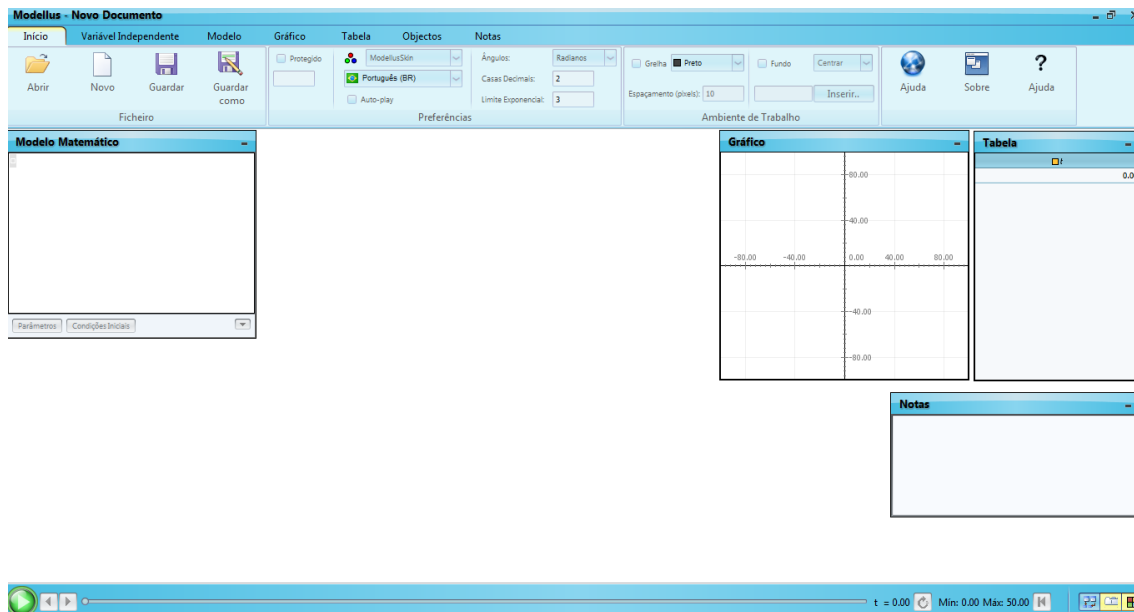 Modellus - Novo Documento
Início Variável Independente Modelo Gráfico Tabela Objectos Notas
Abrir Novo Guardar Guardar como
Ficheiro
Protegido
ModellusSkin
Português (BR)
Auto-play
Ângulos: Radianos
Casas Decimais: 2
Limite Exponencial: 3
Preferências
Grelha Preto Fundo Centrar
Espaçamento (pixels): 10 Inserir..
Ambiente de Trabalho
Ajuda Sobre ? Ajuda
Modelo Matemático
Parâmetros Condições Iniciais
Gráfico
80.00
40.00
-80.00 -40.00 0.00 40.00 80.00
-40.00
-80.00
Tabela
t
0.0
Notas
t = 0.00 Mín: 0.00 Máx: 50.00